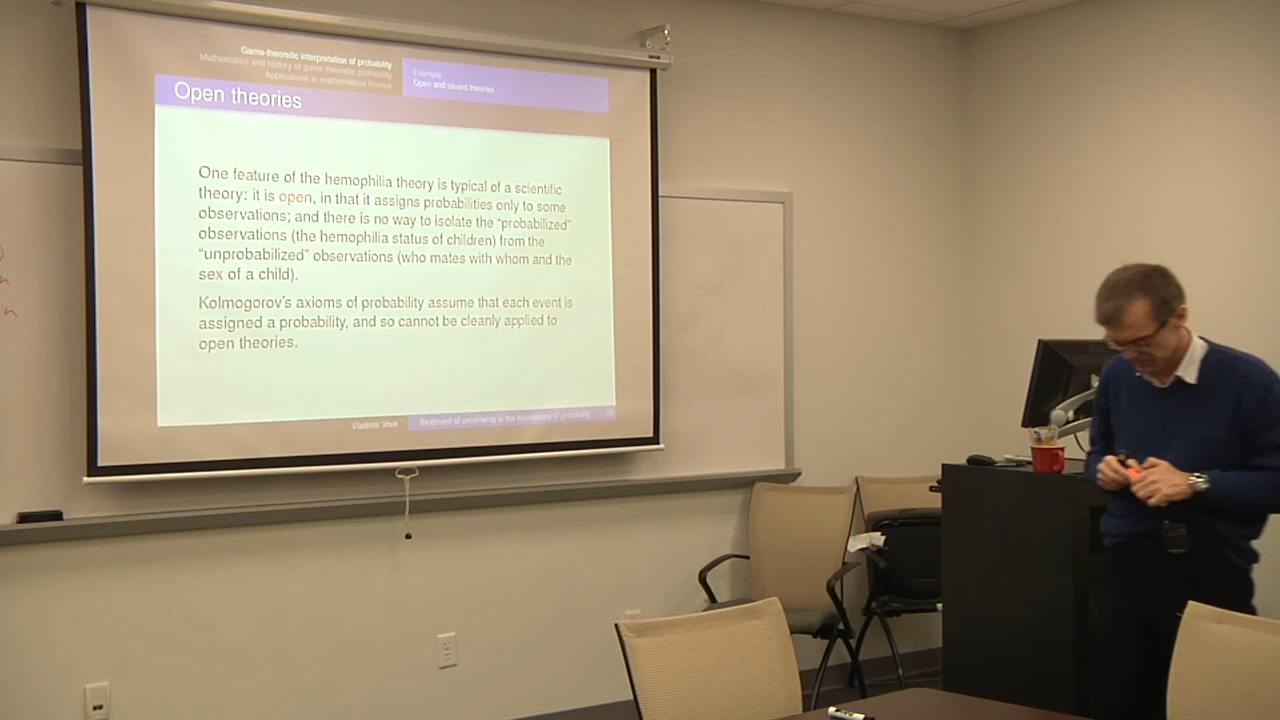 Game-theoretic interpretation of probability
Mathematics and history of game-theoretic probability
Applications in mathematical finance
Example
Open and closed theories
Open theories
One feature of the hemophilia theory is typical of a scientific
theory: it is open, in that it assigns probabilities only to some
observations; and there is no way to isolate the “probabilized”
observations (the hemophilia status of children) from the
“unprobabilized” observations (who mates with whom and the
sex of a child).
Kolmogorov’s axioms of probability assume that each event is
assigned a probability, and so cannot be cleanly applied to
open theories.
Vladimir Vovk
Treatment of uncertainty in the foundations of probability